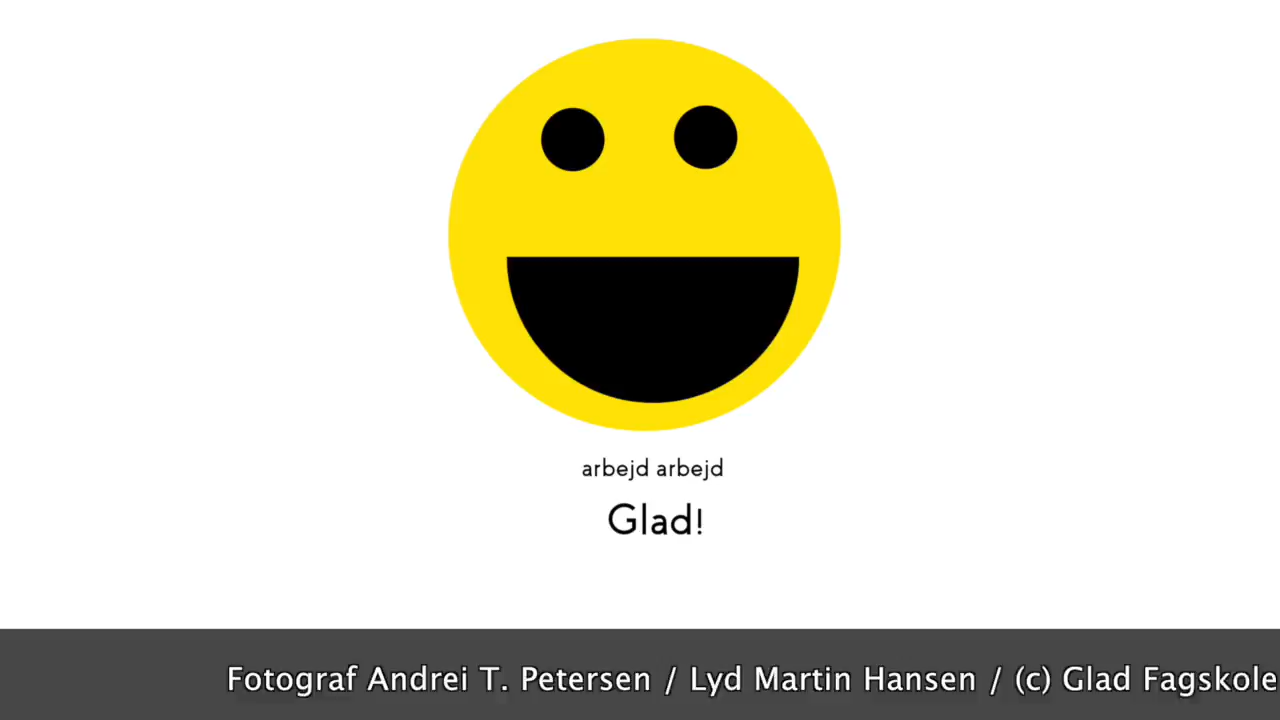 arbejd arbejd
Glad!
Fotograf Andrei T. Petersen / Lyd Martin Hansen / (c) Glad Fagskole